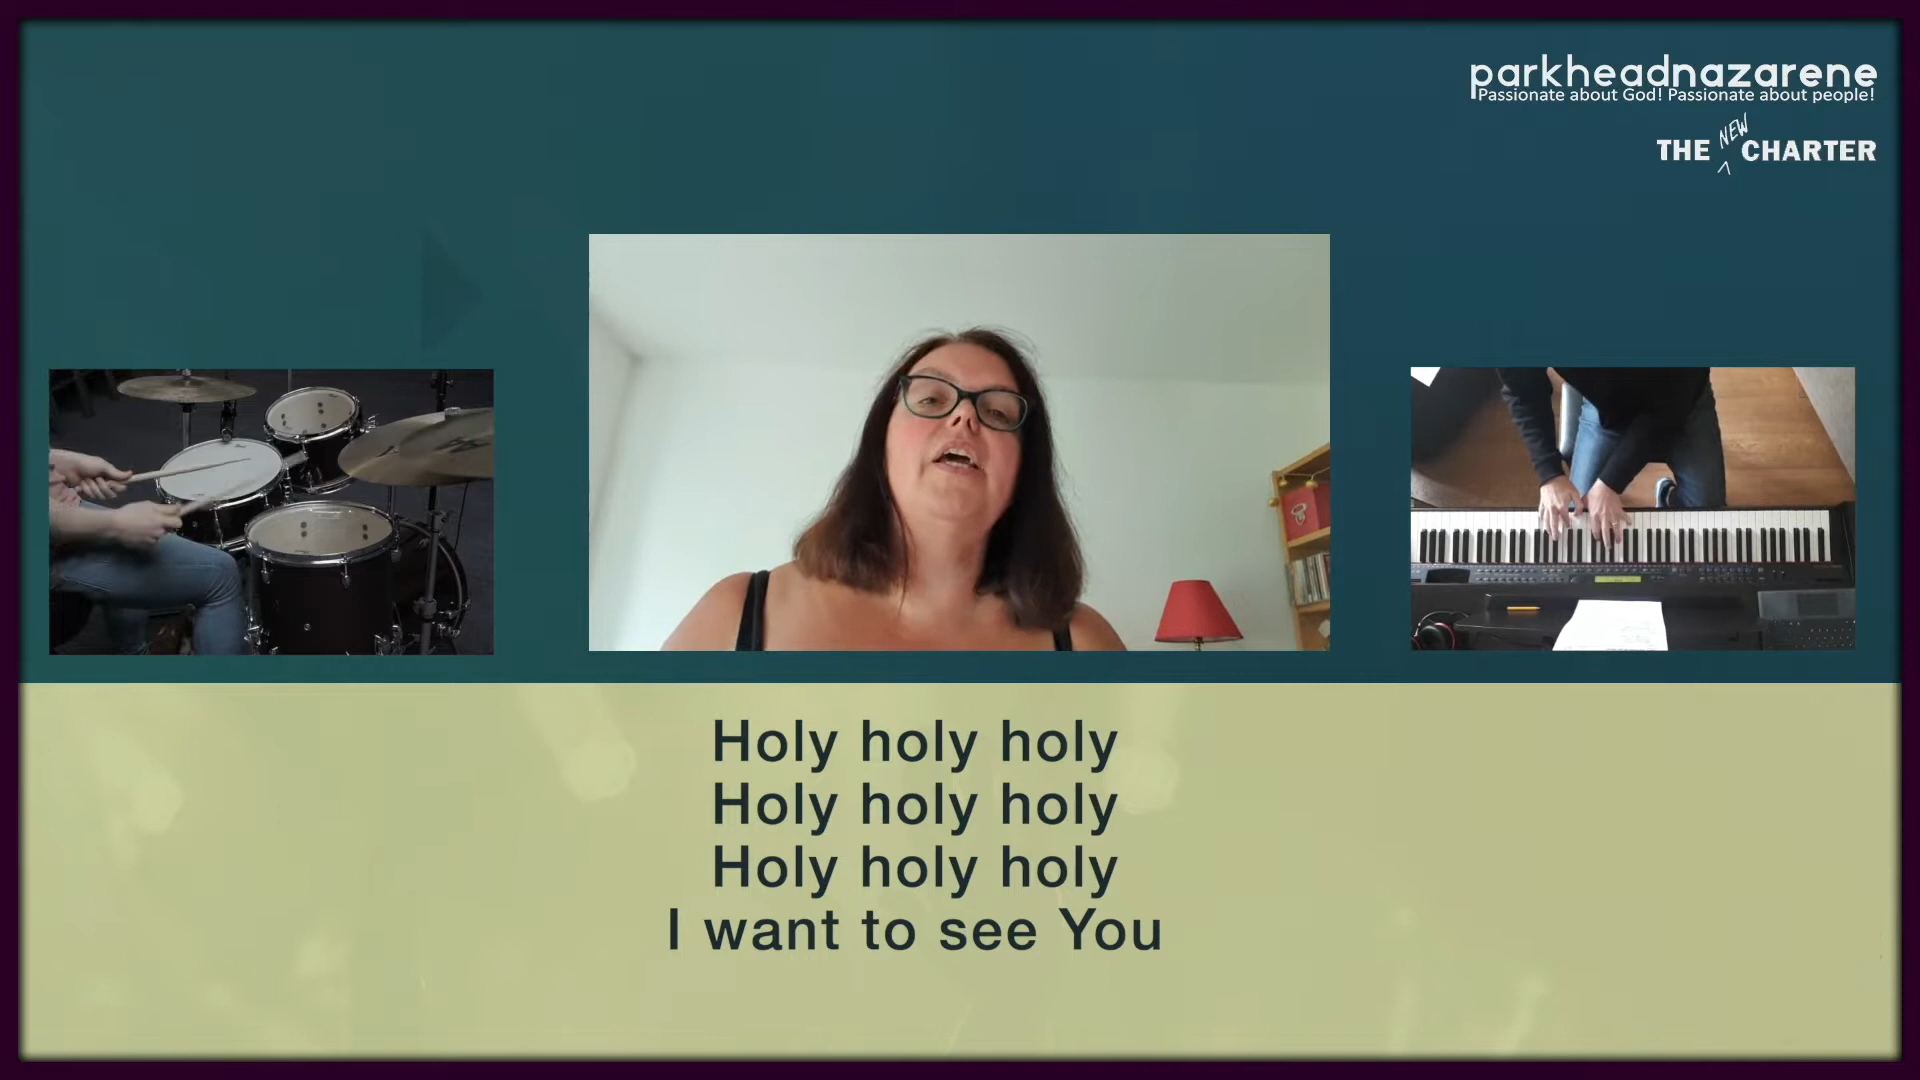 parkheadnazarene
Passionate about God! Passionate about people!
THE NEW CHARTER
Holy holy holy
Holy holy holy
Holy holy holy
I want to see You